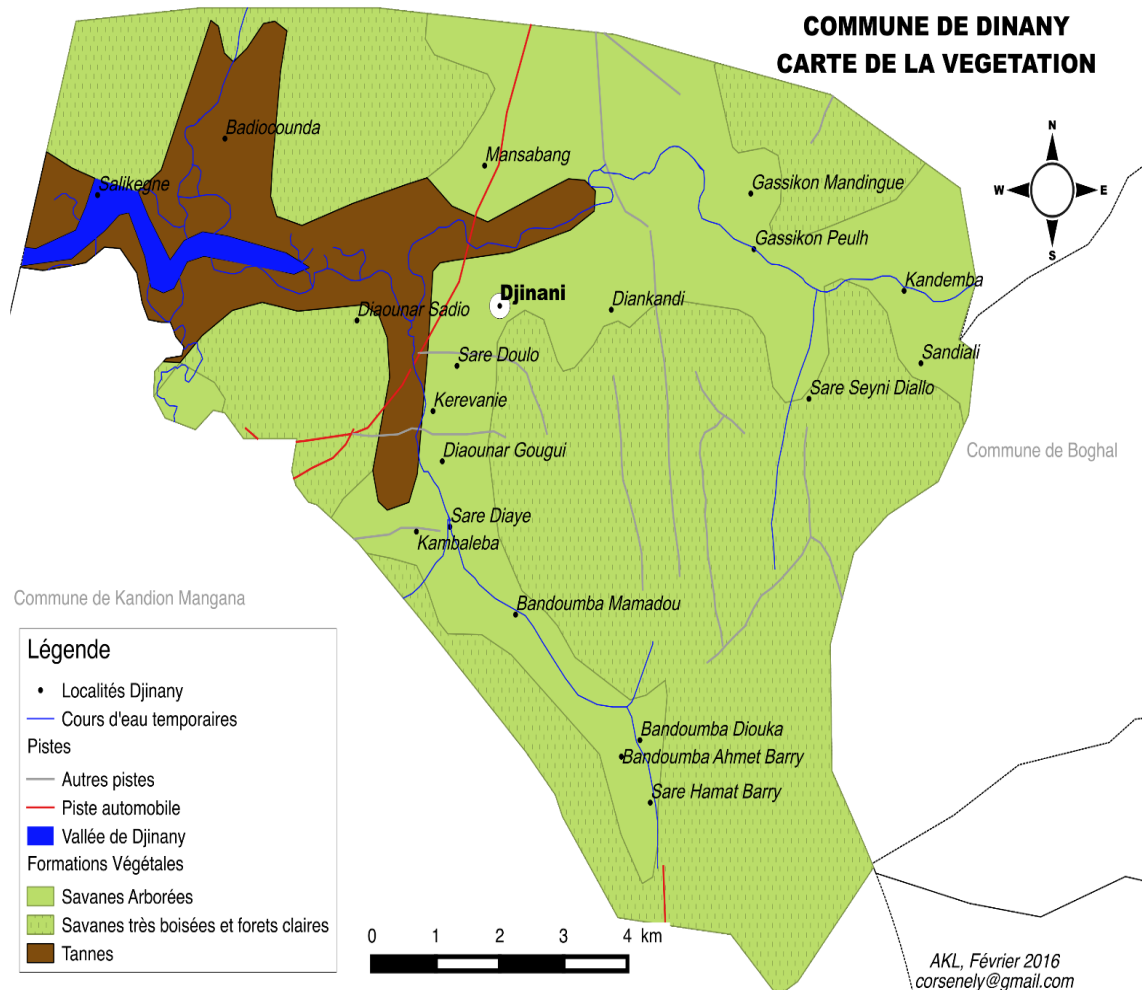 COMMUNE DE DINANY
CARTE DE LA VEGETATION
N
W
E
S
Badiocounda
Mansabang
Salikegne
Gassikon Mandingue
Gassikon Peulh
Kandemba
Djinani
Diankandi
Diaounar Sadio
Sare Doulo
Sandiali
Sare Seyni Diallo
Kerevanie
Diaounar Gougui
Commune de Boghal
Sare Diaye
Kambaleba
Commune de Kandion Mangana
Bandoumba Mamadou
Bandoumba Diouka
Bandoumba Ahmet Barry
Sare Hamat Barry
Légende
Localités Djinany
Cours d'eau temporaires
Pistes
Autres pistes
Piste automobile
Vallée de Djinany
Formations Végétales
Savanes Arborées
Savanes très boisées et forets claires
Tannes
0 1 2 3 4 km
AKL, Février 2016
corsenely@gmail.com